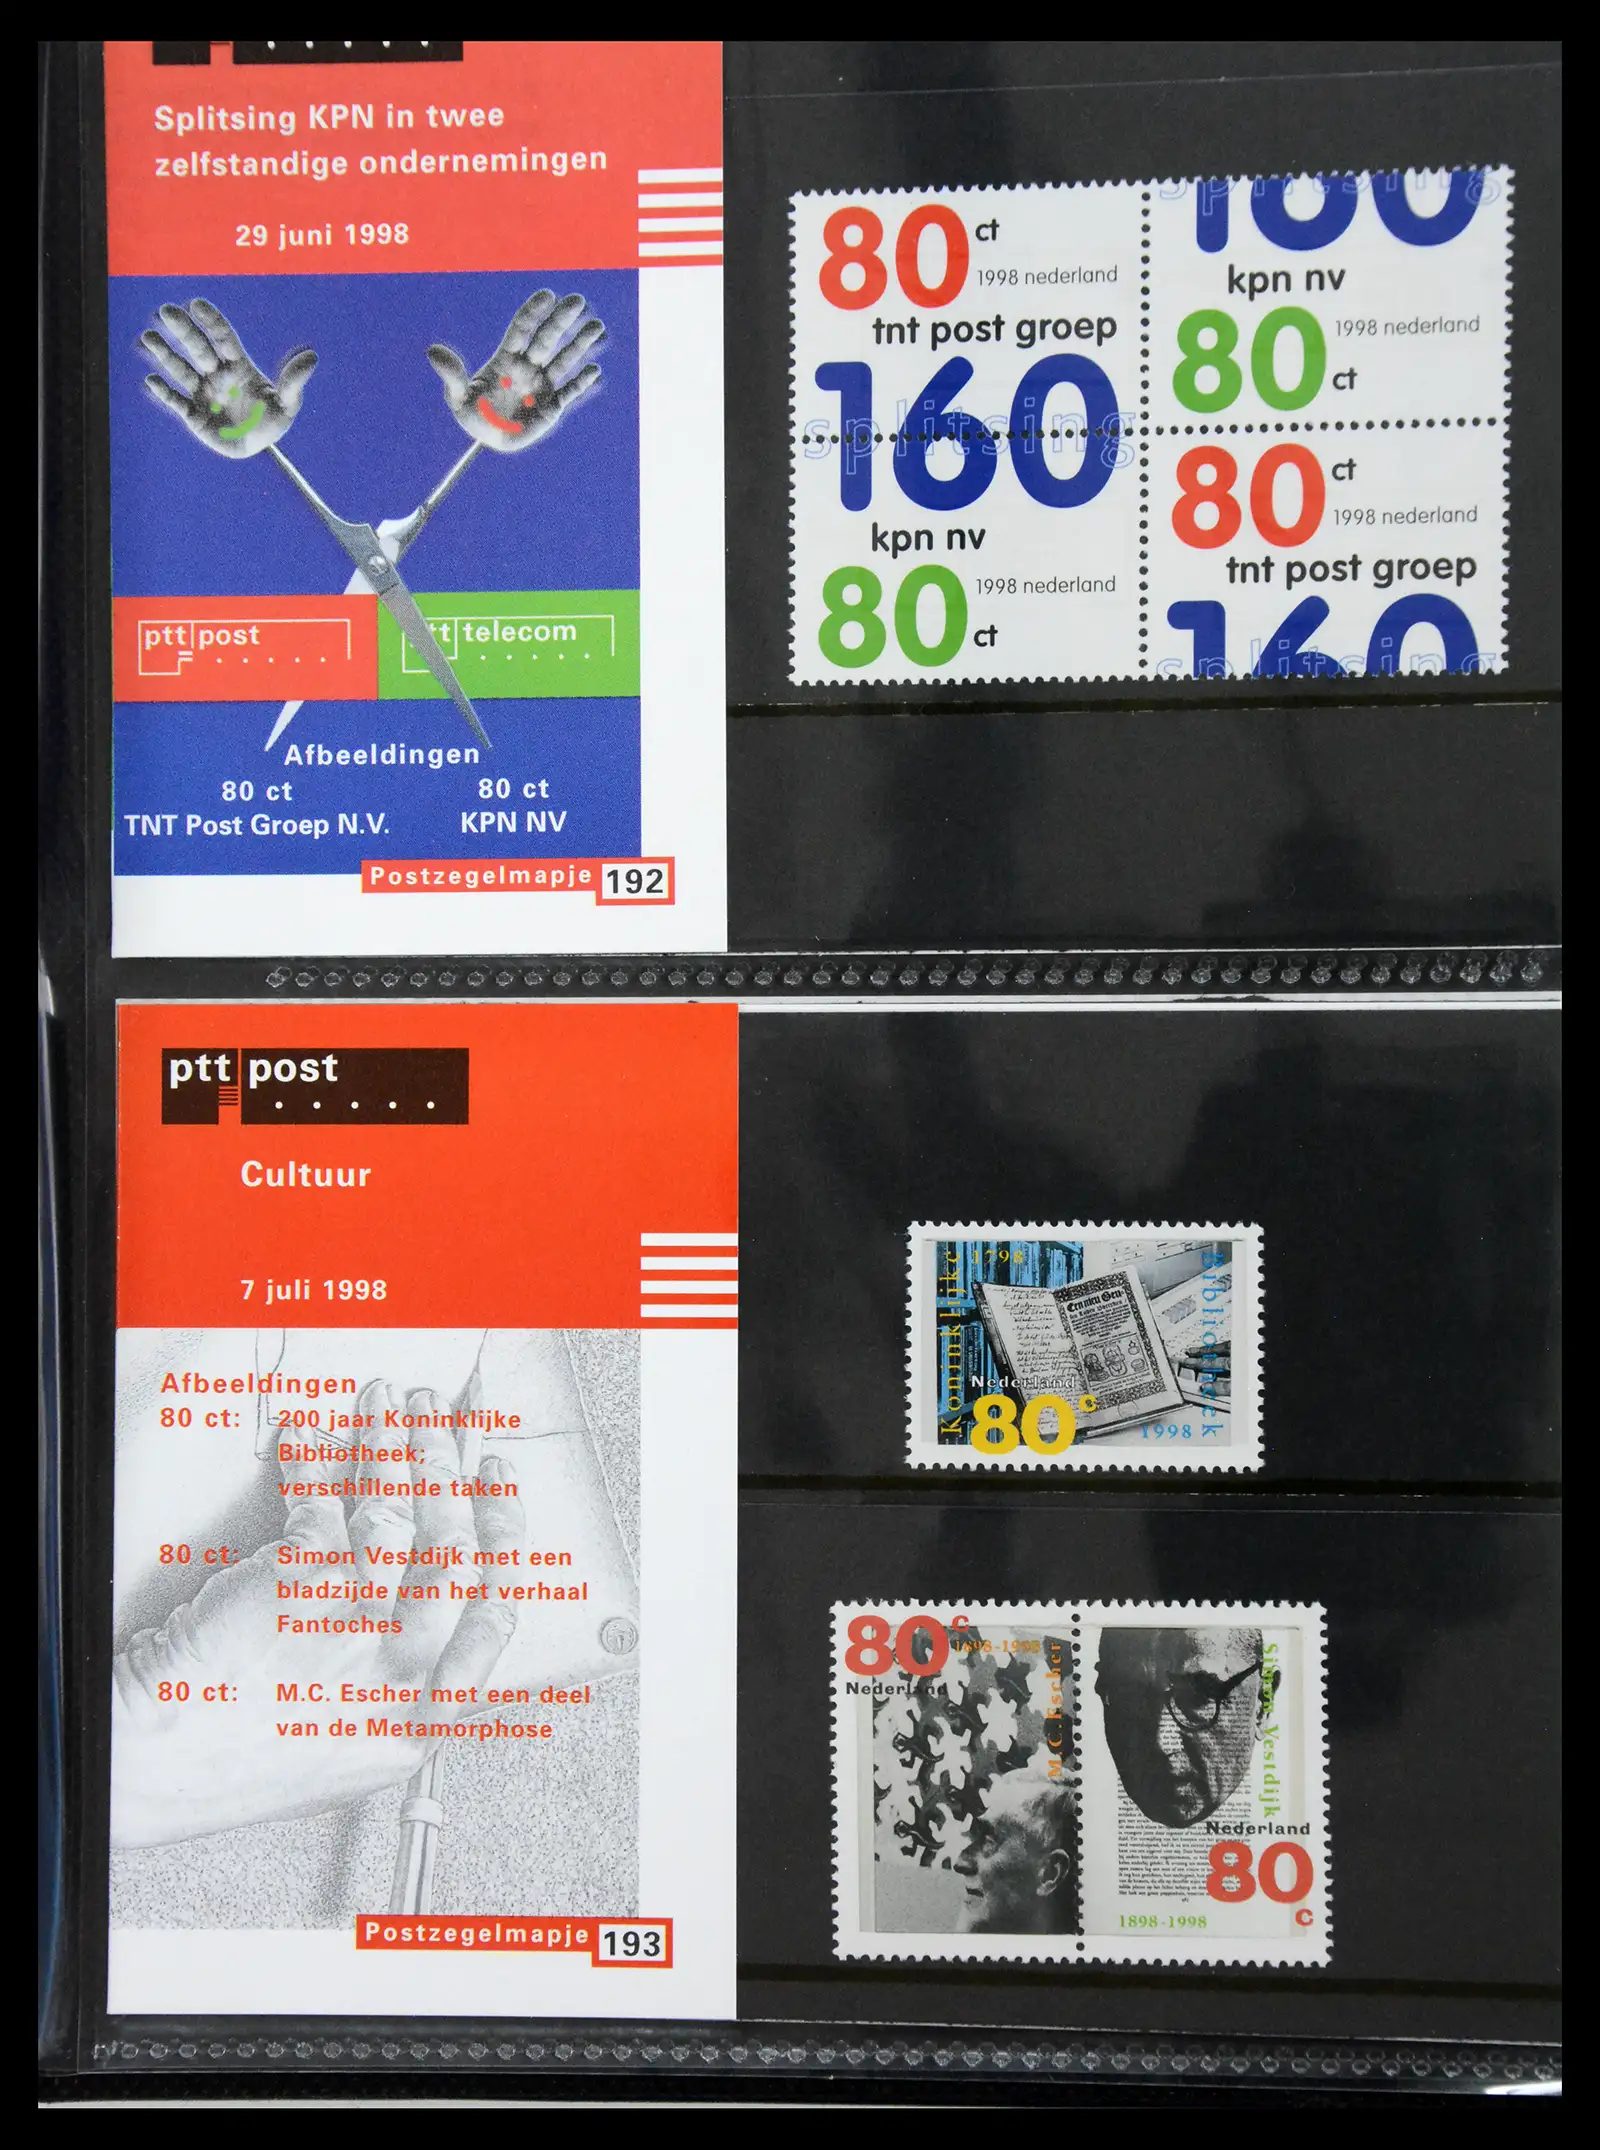 Splitsing KPN in twee
zelfstandige ondernemingen
29 juni 1998
ptt post
ptt telecom
Afbeeldingen
80 ct
TNT Post Groep N.V.
80 ct
KPN NV
Postzegelmapje 192
80 ct
1998 nederland
tnt post groep
160
splitsing
kpn nv
80 ct
1998 nederland
splitsing
160
kpn nv
80 ct
1998 nederland
80 ct
1998 nederland
tnt post groep
160
splitsing
ptt post
Cultuur
7 juli 1998
Afbeeldingen
80 ct: 200 jaar Koninklijke
Bibliotheek;
verschillende taken
80 ct: Simon Vestdijk met een
bladzijde van het verhaal
Fantoches
80 ct: M.C. Escher met een deel
van de Metamorphose
Postzegelmapje 193
Koninklijke
1798
Bibliotheek
Nederland
80 c
1998
80 c
1898-1998
Nederland
M.C. Escher
Simon Vestdijk
Nederland
80 c
1898-1998